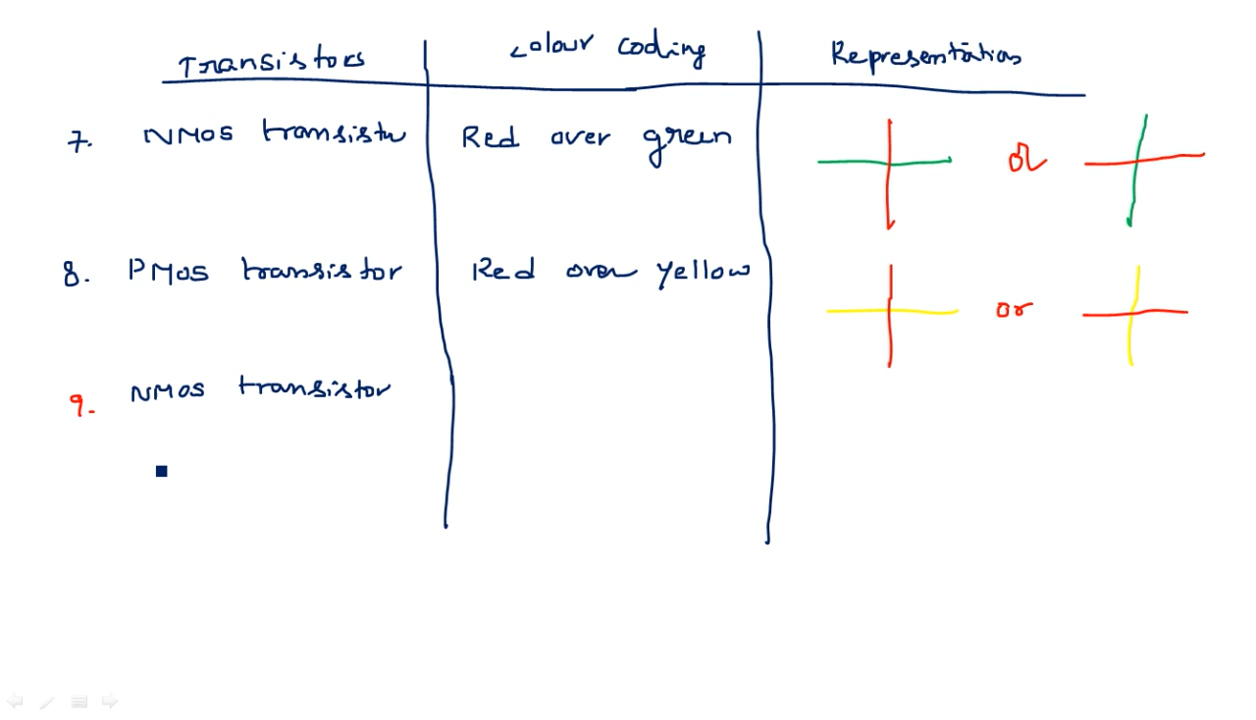 Transistors colour coding Representation
7. NMOS transistor Red over green or
8. PMOS transistor Red over yellow or
9. NMOS transistor